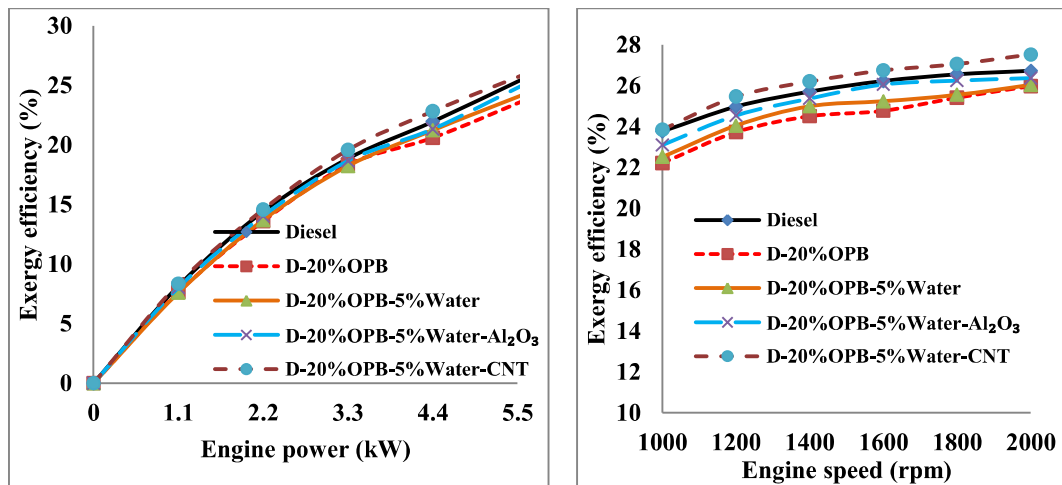 30
25
20
15
10
5
0
Exergy efficiency (%)
Diesel
D-20%OPB
D-20%OPB-5%Water
D-20%OPB-5%Water-Al₂O₃
D-20%OPB-5%Water-CNT
0 1.1 2.2 3.3 4.4 5.5
Engine power (kW)
28
26
24
22
20
18
16
14
12
10
Exergy efficiency (%)
Diesel
D-20%OPB
D-20%OPB-5%Water
D-20%OPB-5%Water-Al₂O₃
D-20%OPB-5%Water-CNT
1000 1200 1400 1600 1800 2000
Engine speed (rpm)